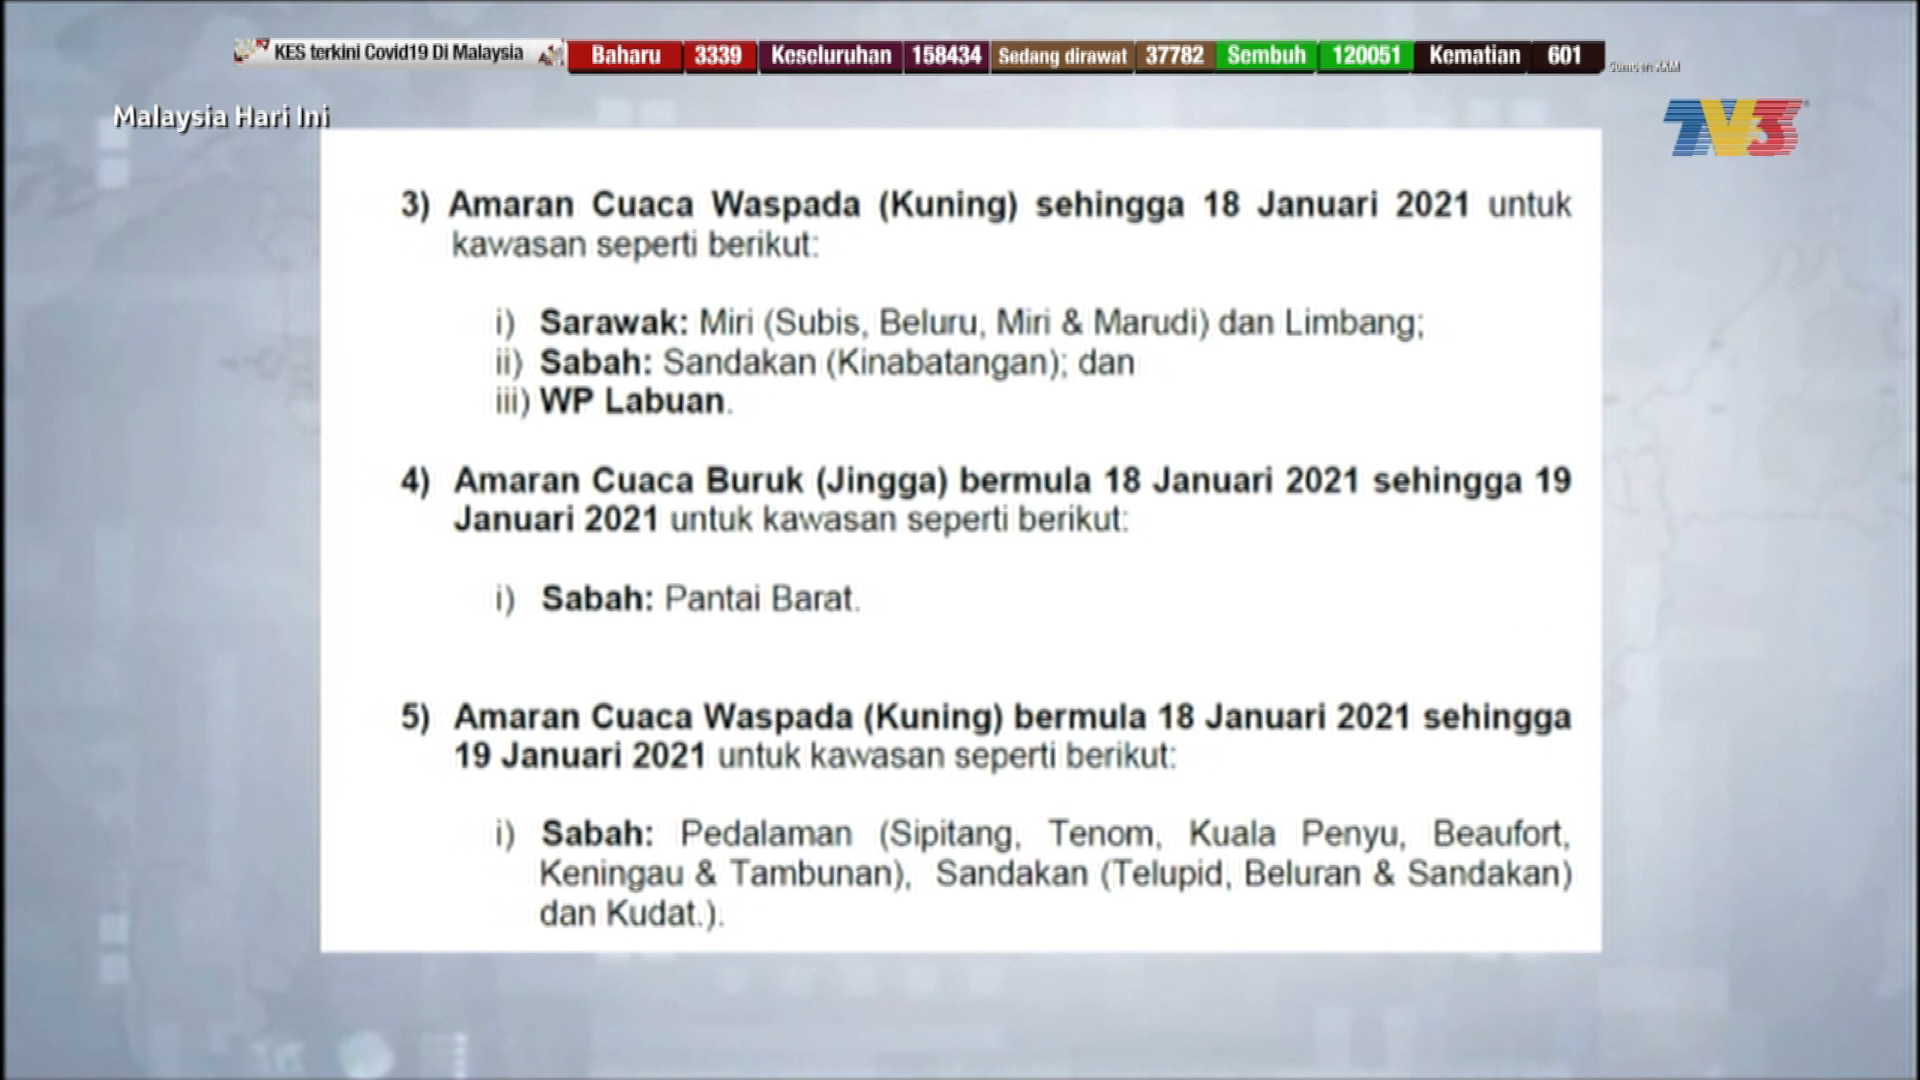 KES terkini Covid19 Di Malaysia Baharu 3339 Keseluruhan 158434 Sedang dirawat 37782 Sembuh 120051 Kematian 601
Sumber: KKM
Malaysia Hari Ini
TV3
3) Amaran Cuaca Waspada (Kuning) sehingga 18 Januari 2021 untuk
kawasan seperti berikut:
i) Sarawak: Miri (Subis, Beluru, Miri & Marudi) dan Limbang;
ii) Sabah: Sandakan (Kinabatangan); dan
iii) WP Labuan.
4) Amaran Cuaca Buruk (Jingga) bermula 18 Januari 2021 sehingga 19
Januari 2021 untuk kawasan seperti berikut:
i) Sabah: Pantai Barat.
5) Amaran Cuaca Waspada (Kuning) bermula 18 Januari 2021 sehingga
19 Januari 2021 untuk kawasan seperti berikut:
i) Sabah: Pedalaman (Sipitang, Tenom, Kuala Penyu, Beaufort,
Keningau & Tambunan), Sandakan (Telupid, Beluran & Sandakan)
dan Kudat.).